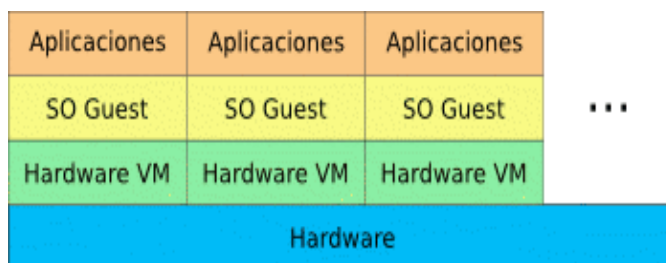 Aplicaciones Aplicaciones Aplicaciones
SO Guest SO Guest SO Guest ...
Hardware VM Hardware VM Hardware VM
Hardware